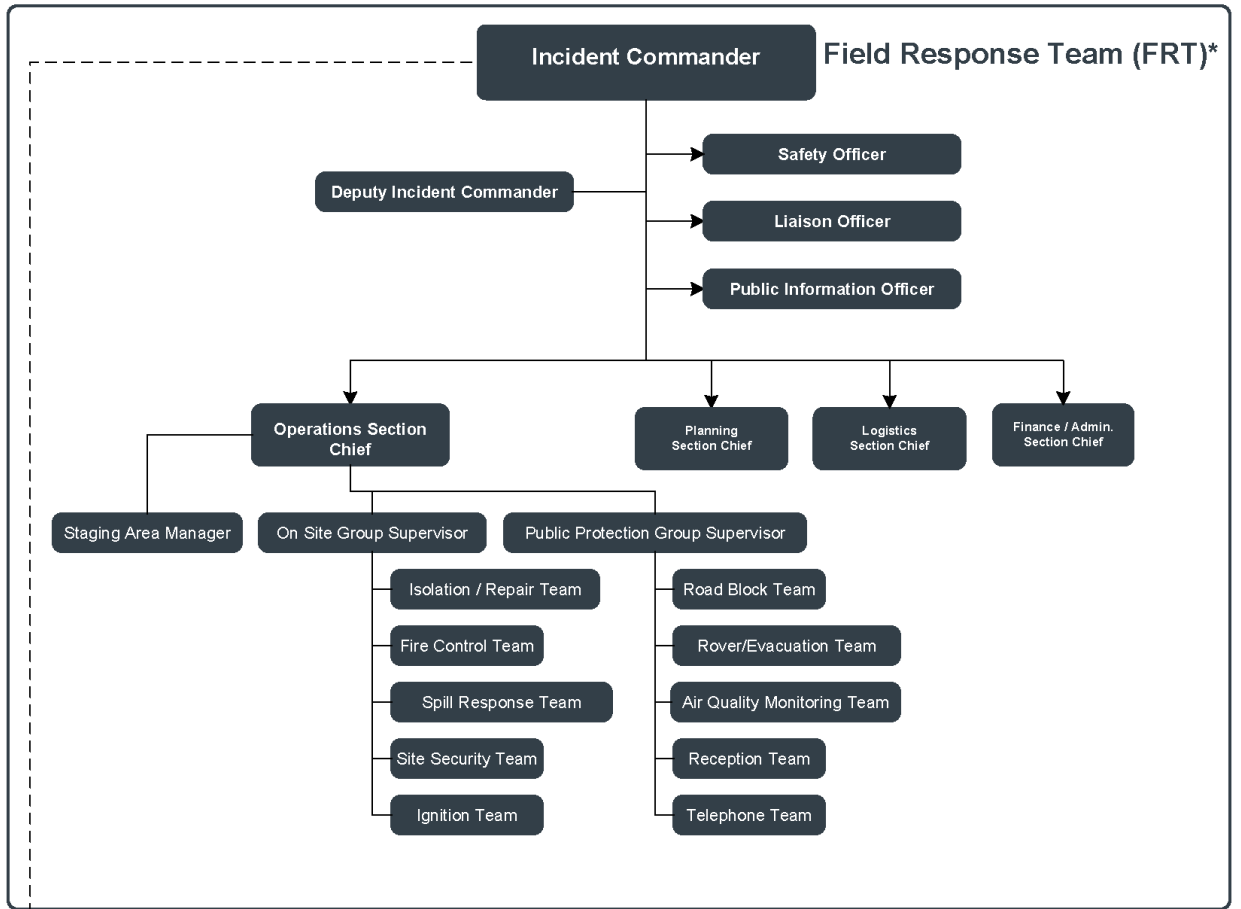 Incident Commander
Field Response Team (FRT)*
Safety Officer
Deputy Incident Commander
Liaison Officer
Public Information Officer
Operations Section
Chief
Planning
Section Chief
Logistics
Section Chief
Finance / Admin.
Section Chief
Staging Area Manager
On Site Group Supervisor
Public Protection Group Supervisor
Isolation / Repair Team
Road Block Team
Fire Control Team
Rover/Evacuation Team
Spill Response Team
Air Quality Monitoring Team
Site Security Team
Reception Team
Ignition Team
Telephone Team